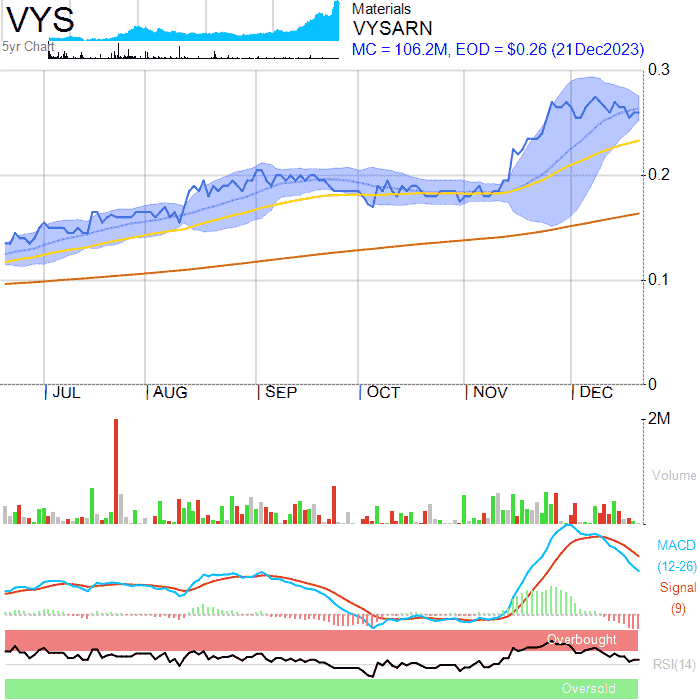 VYS
5yr Chart
Materials
VYSARN
MC = 106.2M, EOD = $0.26 (21Dec2023)
0.3
0.2
0.1
0
JUL AUG SEP OCT NOV DEC
2M
Volume
MACD
(12-26)
Signal
(9)
Overbought
RSI(14)
Oversold